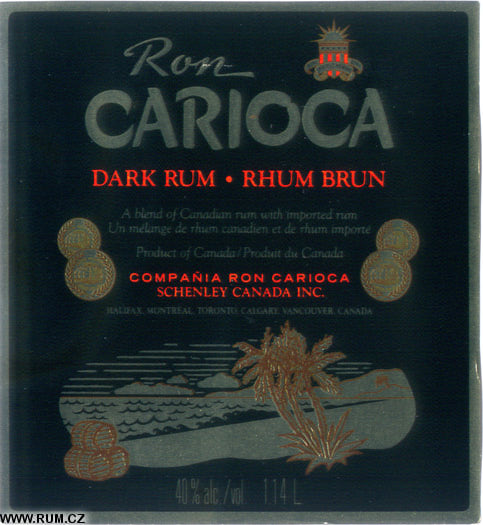 Ron
CARIOCA
DARK RUM • RHUM BRUN
A blend of Canadian rum with imported rum
Un mélange de rhum canadien et de rhum importé
Product of Canada/Produit du Canada
COMPAÑIA RON CARIOCA
SCHENLEY CANADA INC.
HALIFAX, MONTRÉAL, TORONTO, CALGARY, VANCOUVER, CANADA
40% alc./vol 1.14 L
WWW.RUM.CZ